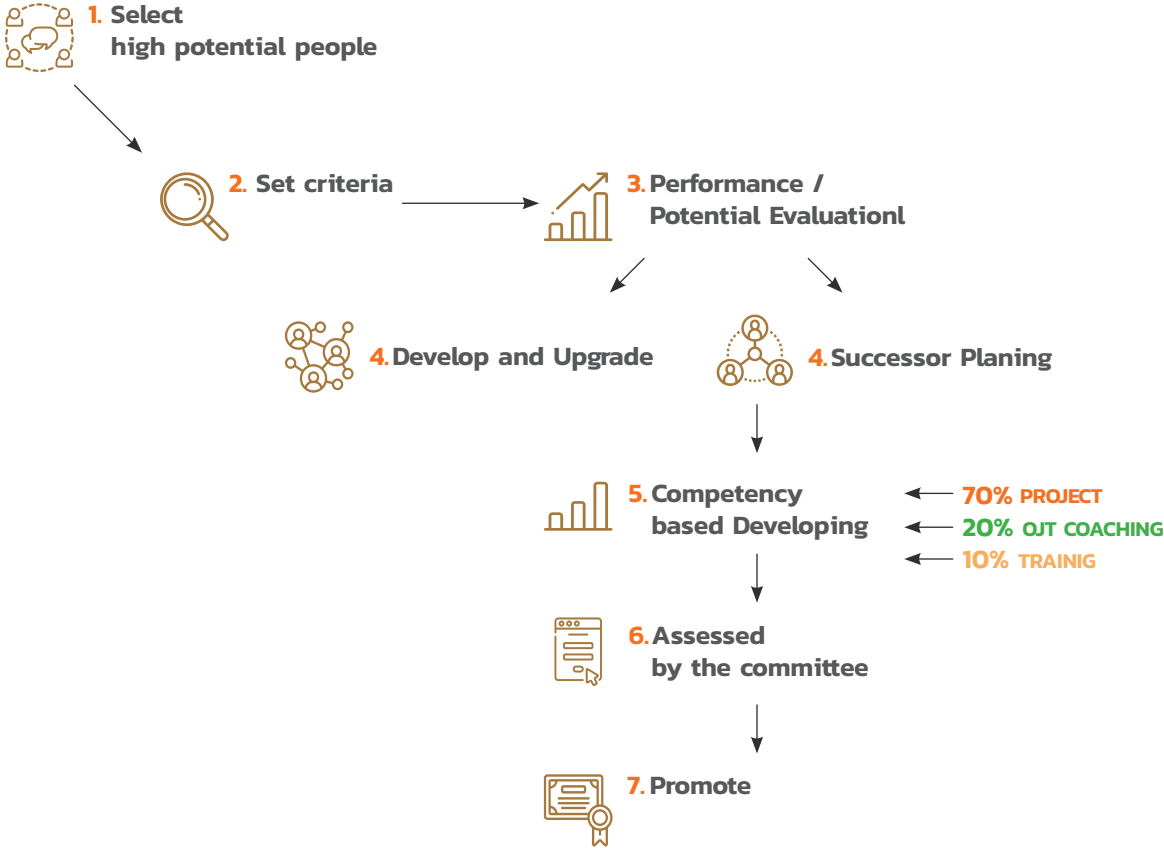 1. Select
high potential people
2. Set criteria
3. Performance /
Potential Evaluationl
4. Develop and Upgrade
4. Successor Planing
5. Competency
based Developing
70% PROJECT
20% OJT COACHING
10% TRAINIG
6. Assessed
by the committee
7. Promote